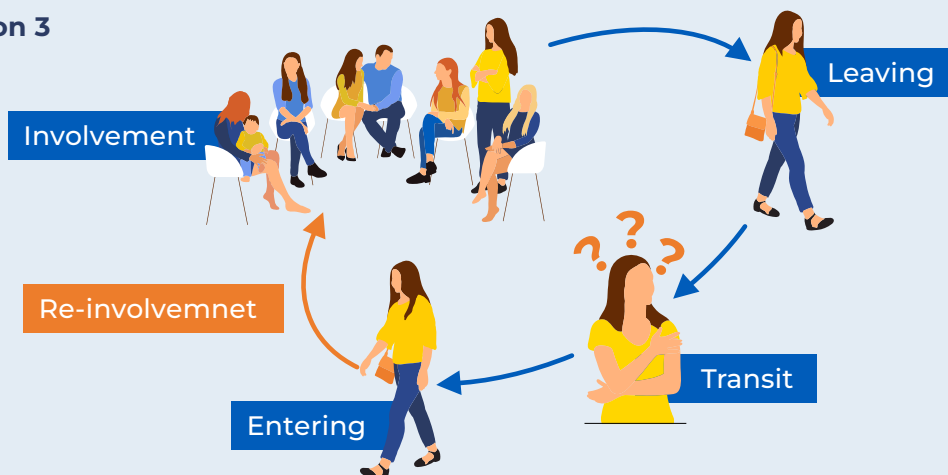 on 3
Involvement
Leaving
Re-involvemnet
Transit
Entering
? ? ?